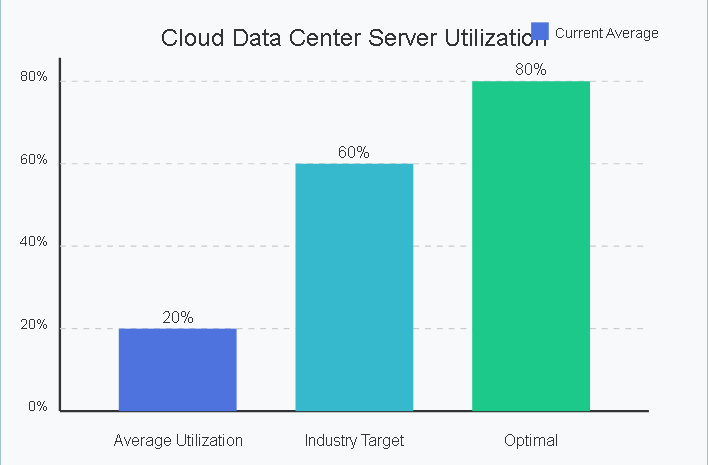 Cloud Data Center Server Utilization
Current Average
80%
80%
60%
60%
40%
20%
20%
0%
Average Utilization
Industry Target
Optimal